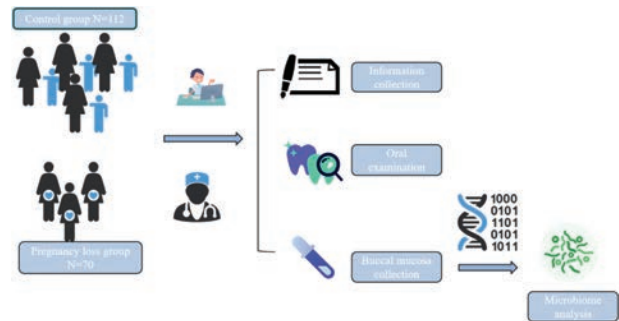 Control group N=112
Information
collection
Oral
examination
1000
0101
1101
0101
1011
Pregnancy loss group
N=70
Buccal mucosa
collection
Microbiome
analysis